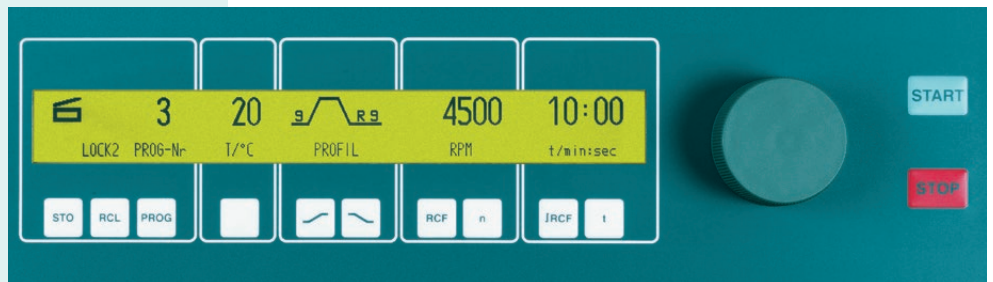 3 20 9 R9 4500 10:00
LOCK2 PROG-Nr T/°C PROFIL RPM t/min:sec
STO RCL PROG RCF n ∫RCF t
START
STOP